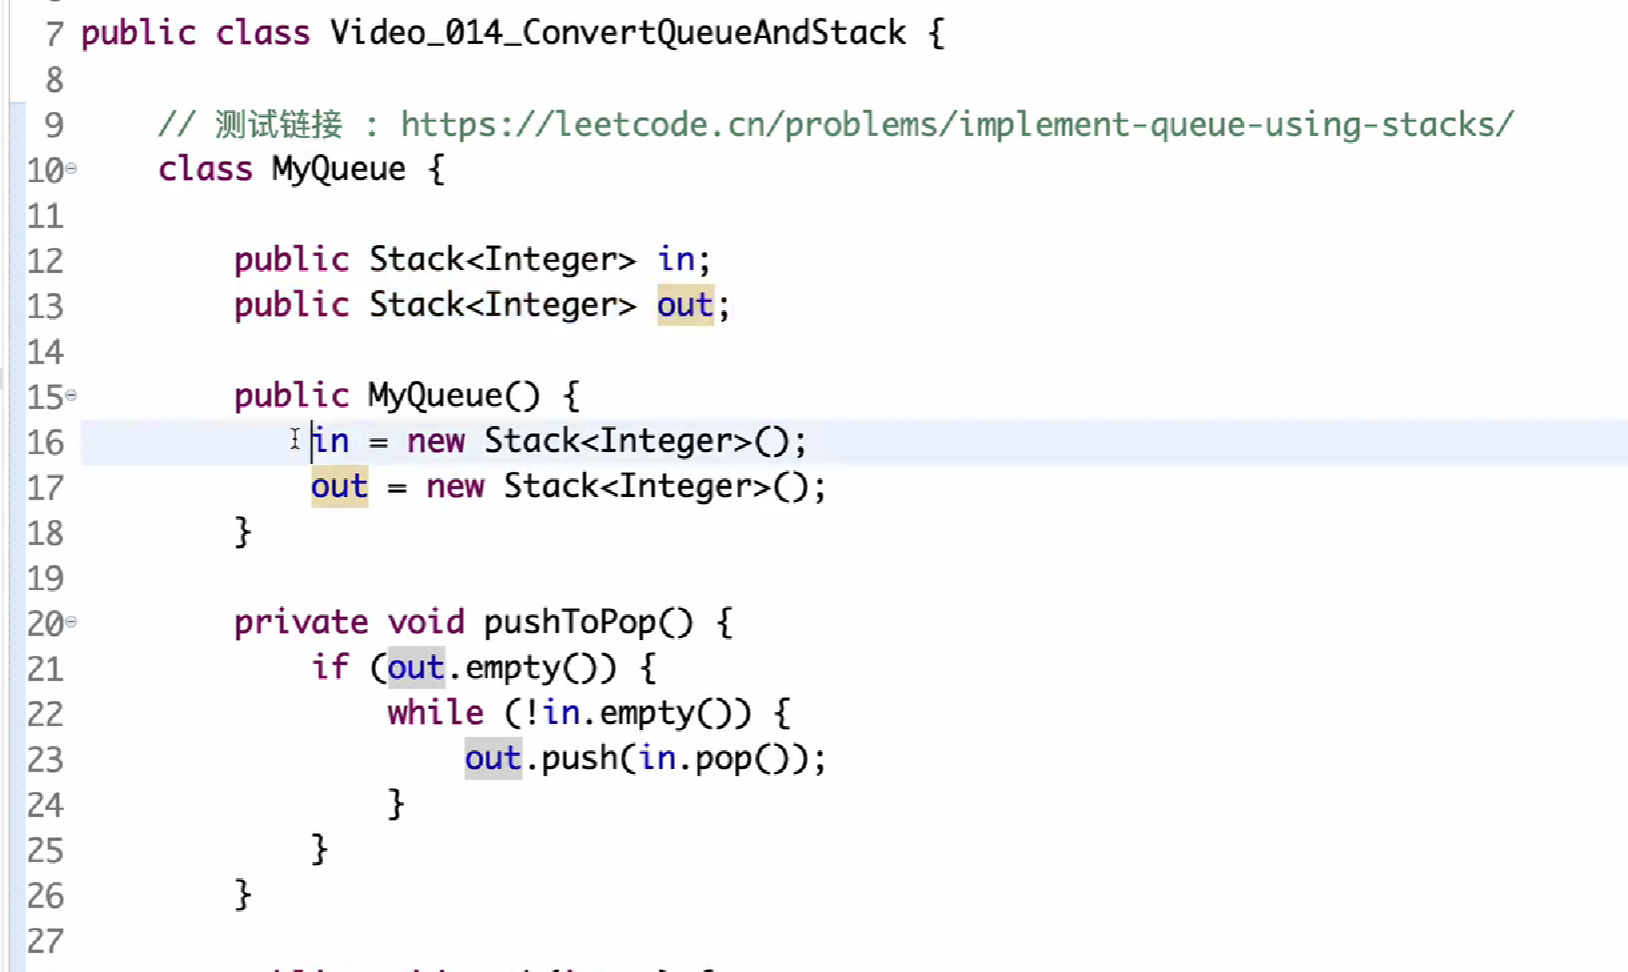 7 public class Video_014_ConvertQueueAndStack {
8
9 // 测试链接 : https://leetcode.cn/problems/implement-queue-using-stacks/
10 class MyQueue {
11
12 public Stack<Integer> in;
13 public Stack<Integer> out;
14
15 public MyQueue() {
16 in = new Stack<Integer>();
17 out = new Stack<Integer>();
18 }
19
20 private void pushToPop() {
21 if (out.empty()) {
22 while (!in.empty()) {
23 out.push(in.pop());
24 }
25 }
26 }
27